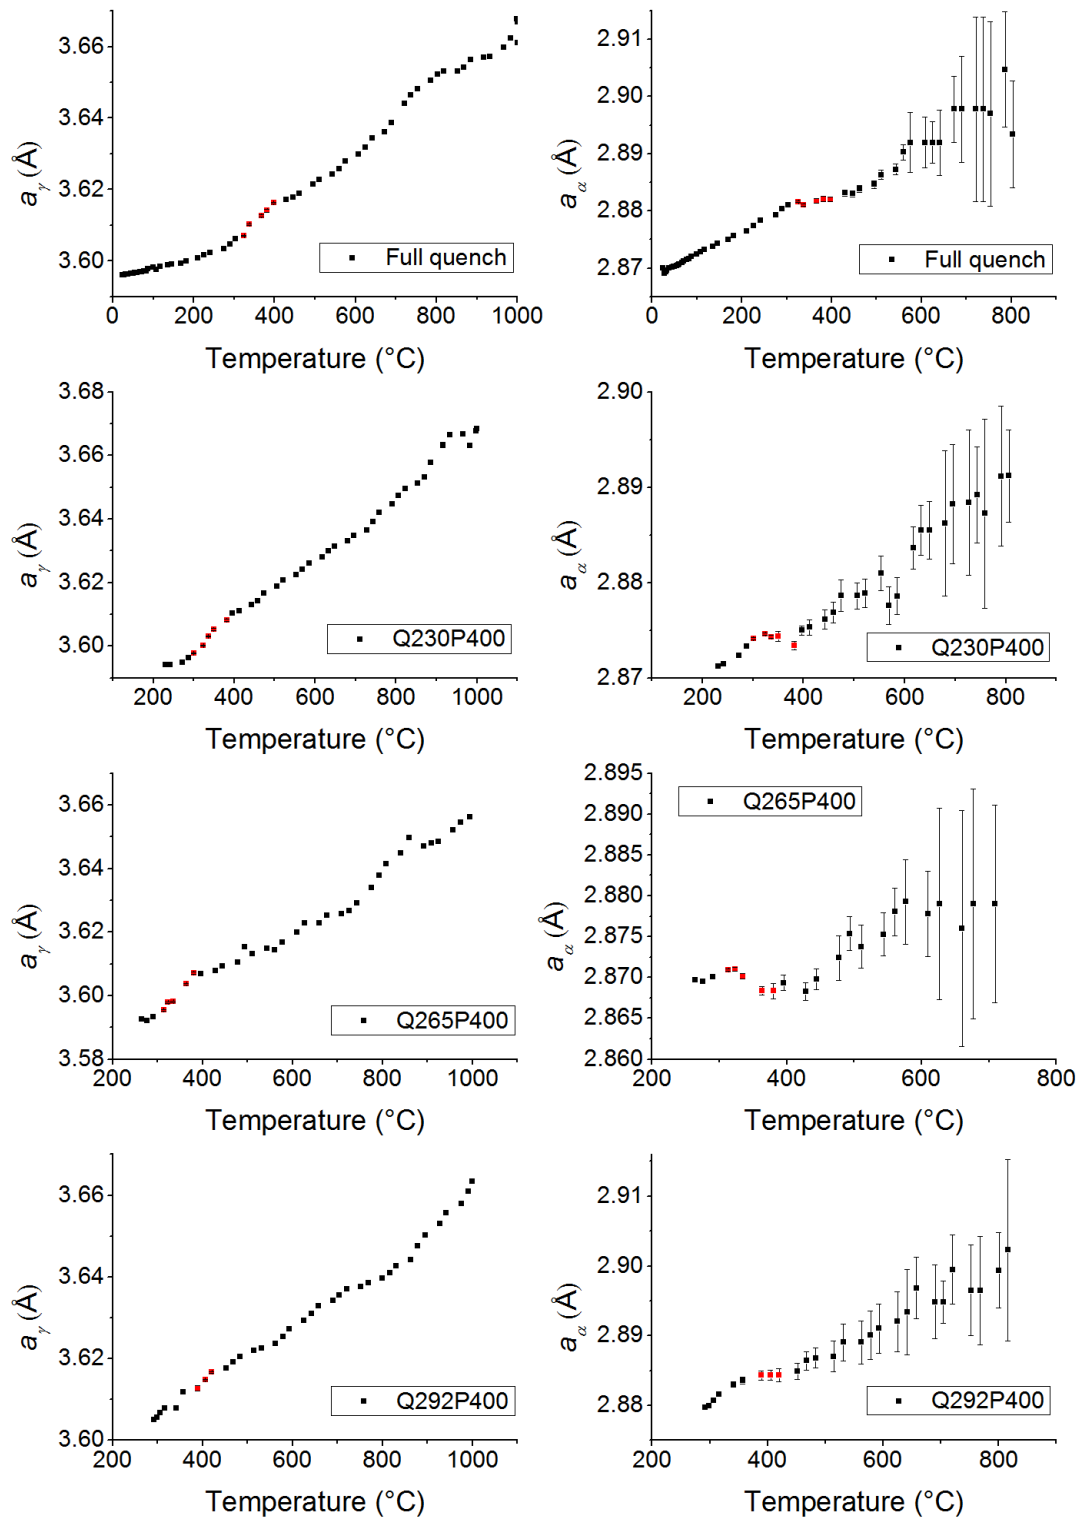 3.66
3.64
3.62
3.60
aγ (Å)
Full quench
0 200 400 600 800 1000
Temperature (°C)
2.91
2.90
2.89
2.88
2.87
aα (Å)
Full quench
0 200 400 600 800
Temperature (°C)
3.68
3.66
3.64
3.62
3.60
aγ (Å)
Q230P400
200 400 600 800 1000
Temperature (°C)
2.90
2.89
2.88
2.87
aα (Å)
Q230P400
200 400 600 800
Temperature (°C)
3.66
3.64
3.62
3.60
3.58
aγ (Å)
Q265P400
200 400 600 800 1000
Temperature (°C)
2.895
2.890
2.885
2.880
2.875
2.870
2.865
2.860
aα (Å)
Q265P400
200 400 600 800
Temperature (°C)
3.66
3.64
3.62
3.60
aγ (Å)
Q292P400
200 400 600 800 1000
Temperature (°C)
2.91
2.90
2.89
2.88
aα (Å)
Q292P400
200 400 600 800
Temperature (°C)